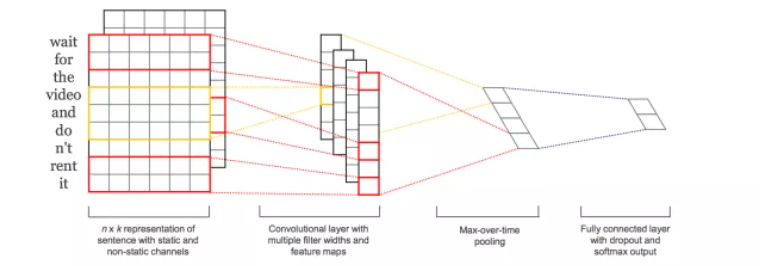 wait
for
the
video
and
do
n't
rent
it
n x k representation of
sentence with static and
non-static channels
Convolutional layer with
multiple filter widths and
feature maps
Max-over-time
pooling
Fully connected layer
with dropout and
softmax output